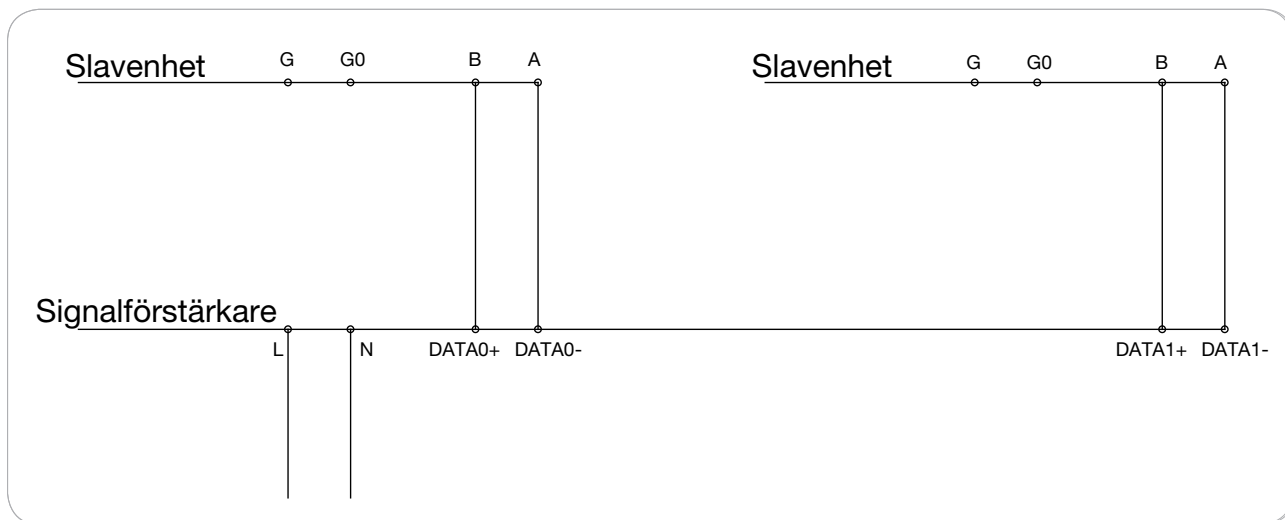 Slavenhet G G0 B A Slavenhet G G0 B A
Signalförstärkare
L N DATA0+ DATA0- DATA1+ DATA1-